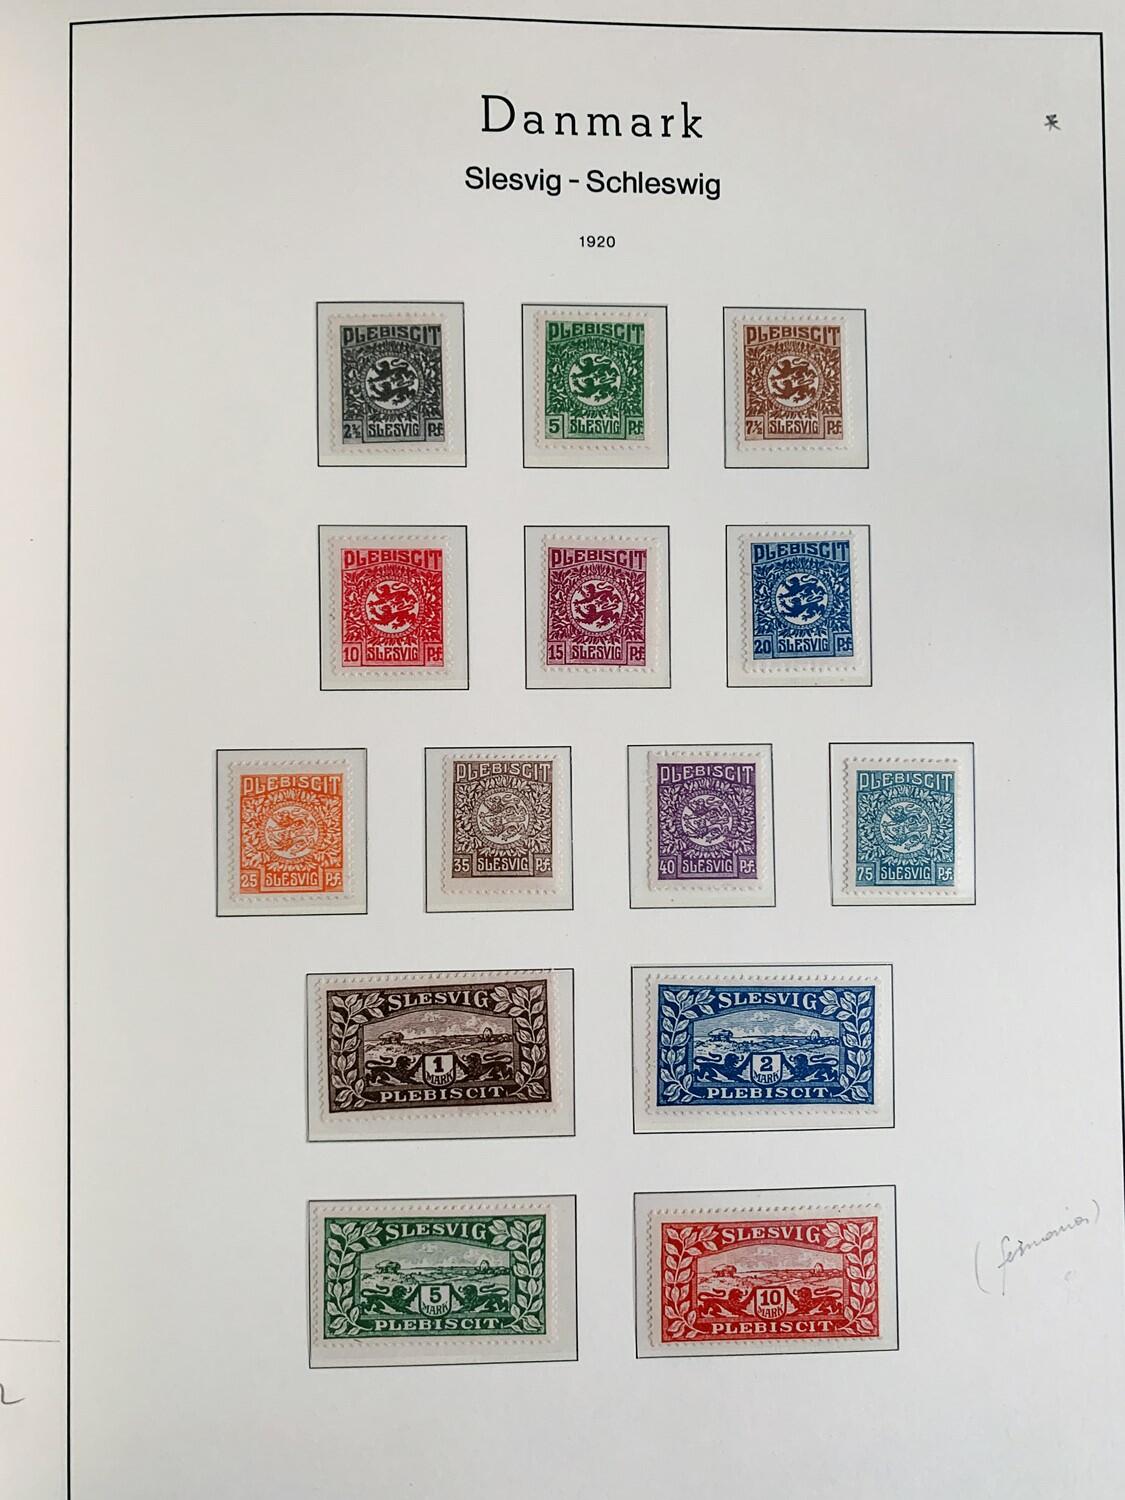 Danmark
*
Slesvig - Schleswig
1920
PLEBISCIT
2½ SLESVIG Pf.
PLEBISCIT
5 SLESVIG Pf.
PLEBISCIT
7½ SLESVIG Pf.
PLEBISCIT
10 SLESVIG Pf.
PLEBISCIT
15 SLESVIG Pf.
PLEBISCIT
20 SLESVIG Pf.
PLEBISCIT
25 SLESVIG Pf.
PLEBISCIT
35 SLESVIG Pf.
PLEBISCIT
40 SLESVIG Pf.
PLEBISCIT
75 SLESVIG Pf.
SLESVIG
1
MARK
PLEBISCIT
SLESVIG
2
MARK
PLEBISCIT
SLESVIG
5
MARK
PLEBISCIT
SLESVIG
10
MARK
PLEBISCIT